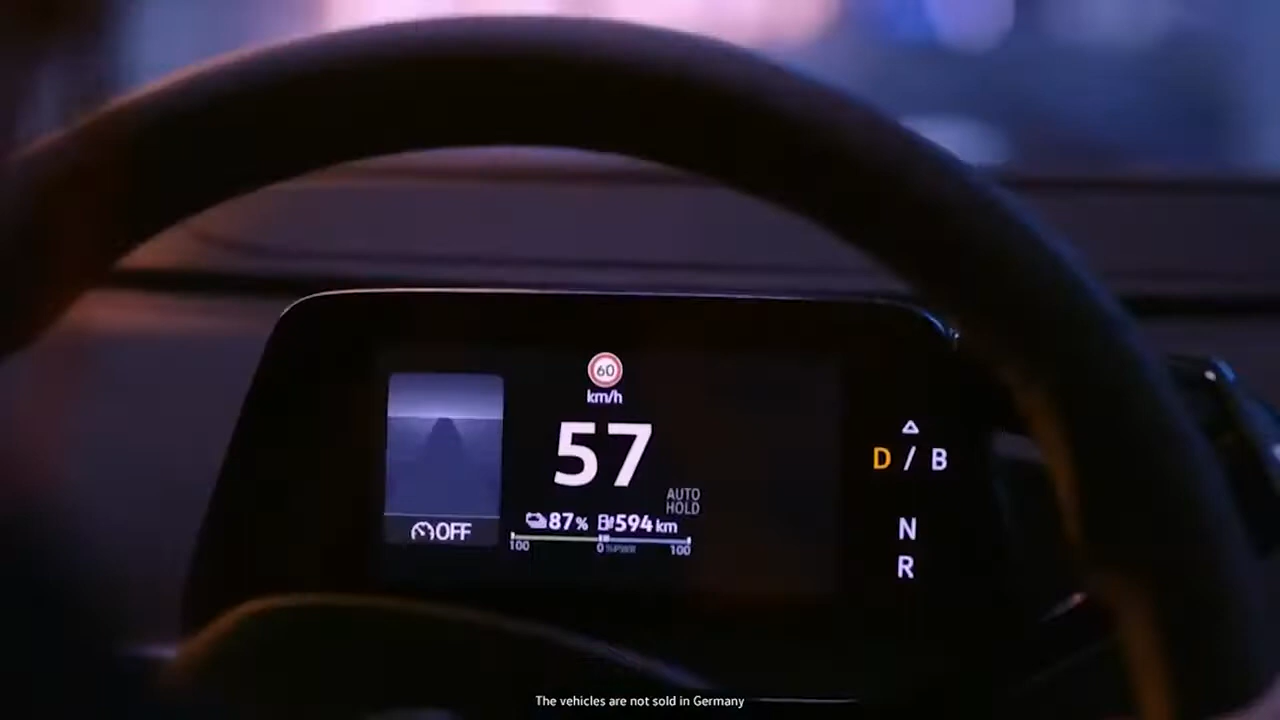 60
km/h
57
AUTO
HOLD
87% 594 km
100 0 %PWR 100
OFF
D / B
N
R
The vehicles are not sold in Germany